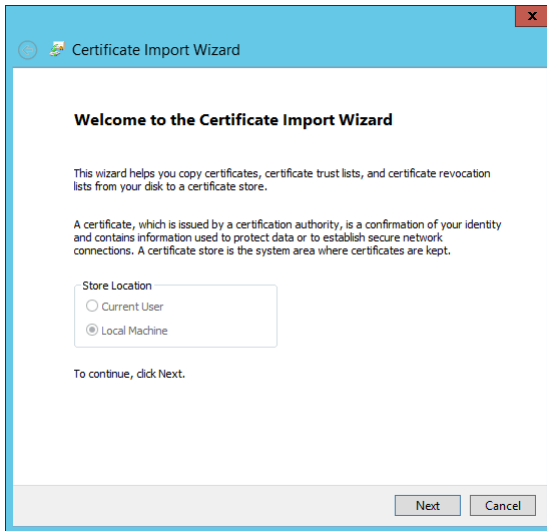 x
Certificate Import Wizard
Welcome to the Certificate Import Wizard
This wizard helps you copy certificates, certificate trust lists, and certificate revocation
lists from your disk to a certificate store.
A certificate, which is issued by a certification authority, is a confirmation of your identity
and contains information used to protect data or to establish secure network
connections. A certificate store is the system area where certificates are kept.
Store Location
Current User
Local Machine
To continue, click Next.
Next Cancel